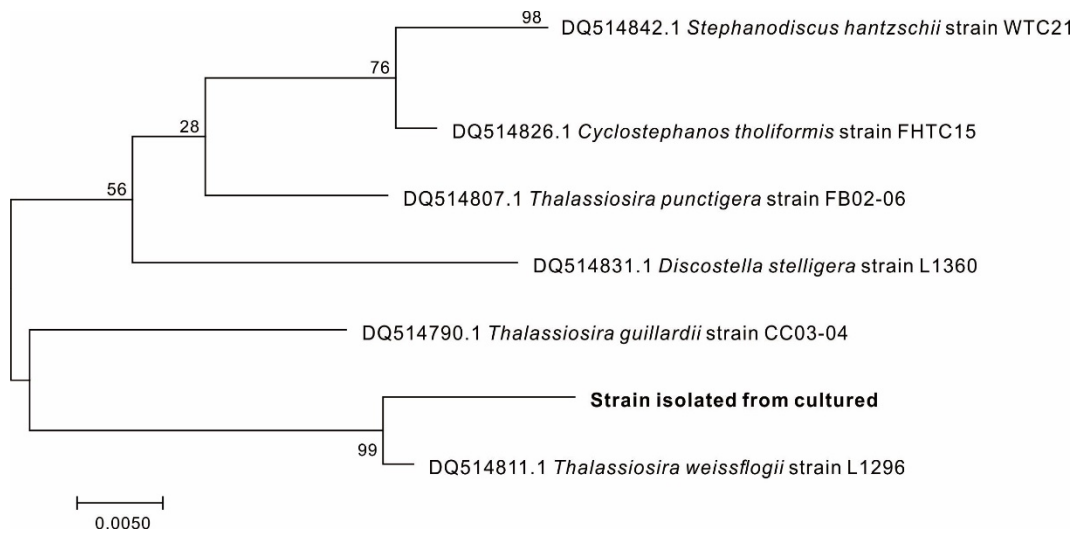 98
DQ514842.1 Stephanodiscus hantzschii strain WTC21
76
DQ514826.1 Cyclostephanos tholiformis strain FHTC15
28
DQ514807.1 Thalassiosira punctigera strain FB02-06
56
DQ514831.1 Discostella stelligera strain L1360
DQ514790.1 Thalassiosira guillardii strain CC03-04
Strain isolated from cultured
99
DQ514811.1 Thalassiosira weissflogii strain L1296
0.0050